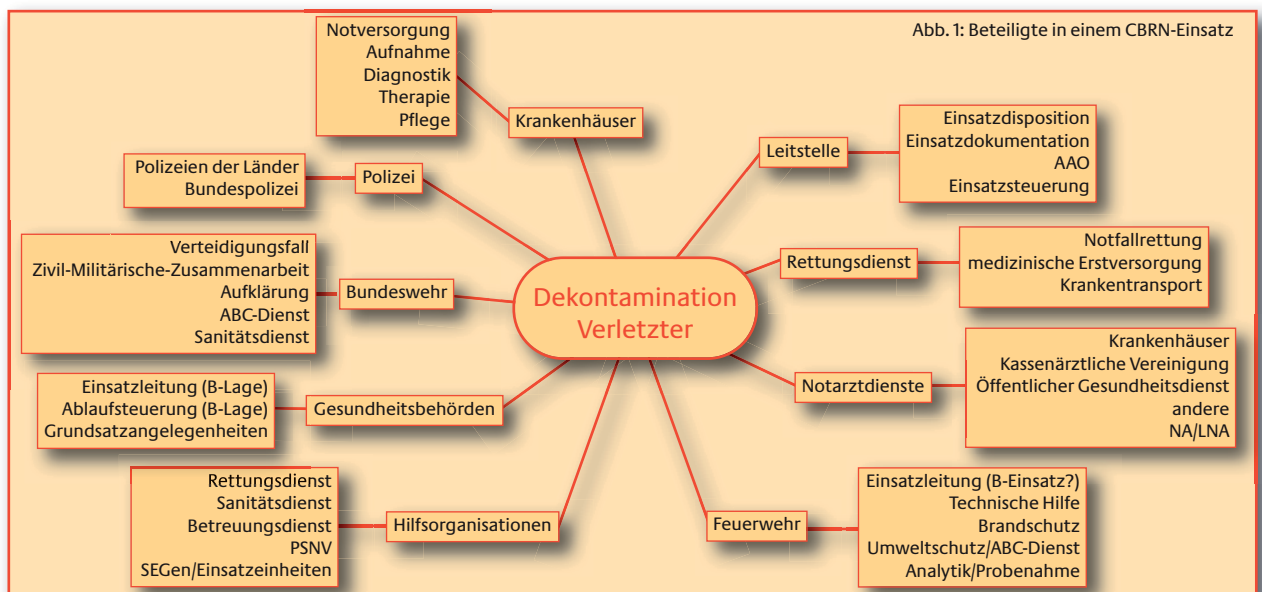 Abb. 1: Beteiligte in einem CBRN-Einsatz
Notversorgung
Aufnahme
Diagnostik
Therapie
Pflege
Krankenhäuser
Polizeien der Länder
Bundespolizei
Polizei
Verteidigungsfall
Zivil-Militärische-Zusammenarbeit
Aufklärung
ABC-Dienst
Sanitätsdienst
Bundeswehr
Einsatzleitung (B-Lage)
Ablaufsteuerung (B-Lage)
Grundsatzangelegenheiten
Gesundheitsbehörden
Rettungsdienst
Sanitätsdienst
Betreuungsdienst
PSNV
SEGen/Einsatzeinheiten
Hilfsorganisationen
Dekontamination
Verletzter
Leitstelle
Einsatzdisposition
Einsatzdokumentation
AAO
Einsatzsteuerung
Rettungsdienst
Notfallrettung
medizinische Erstversorgung
Krankentransport
Notarztdienste
Krankenhäuser
Kassenärztliche Vereinigung
Öffentlicher Gesundheitsdienst
andere
NA/LNA
Feuerwehr
Einsatzleitung (B-Einsatz?)
Technische Hilfe
Brandschutz
Umweltschutz/ABC-Dienst
Analytik/Probenahme